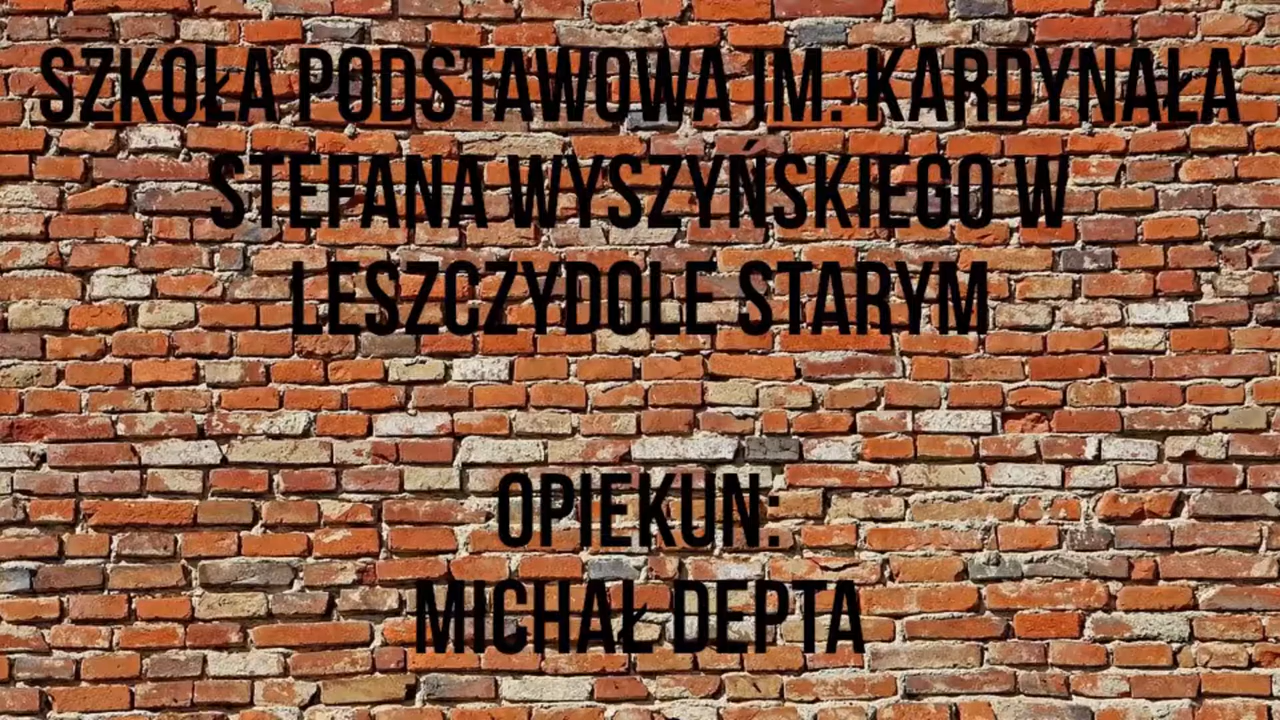 SZKOŁA PODSTAWOWA IM. KARDYNAŁA
STEFANA WYSZYŃSKIEGO W
LESZCZYDOLE STARYM
OPIEKUN:
MICHAŁ DEPTA